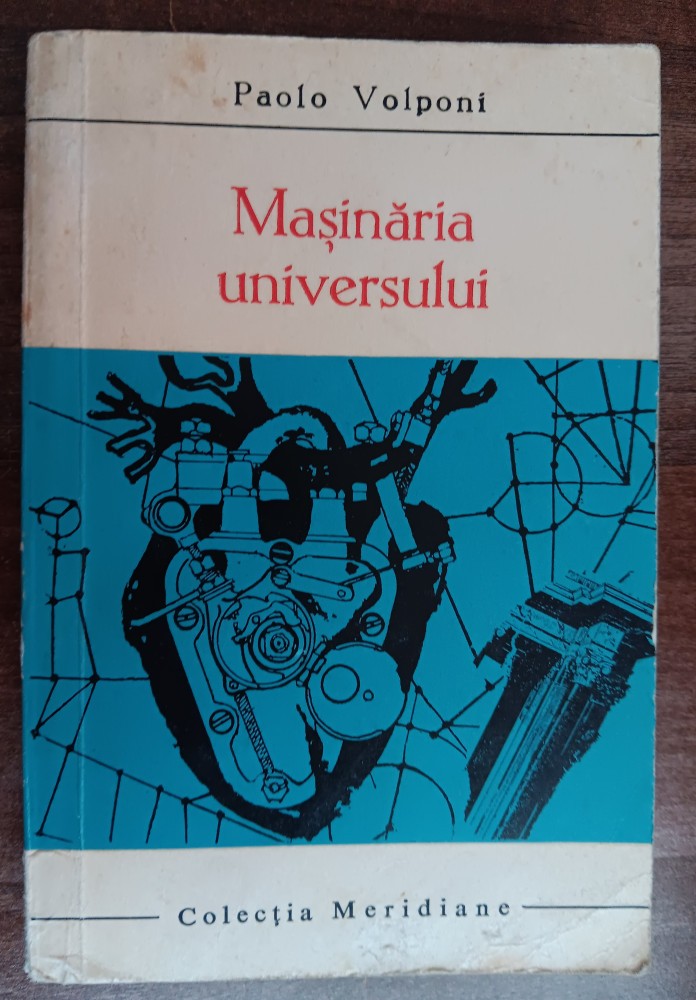 Paolo Volponi
Mașinăria
universului
Colecția Meridiane